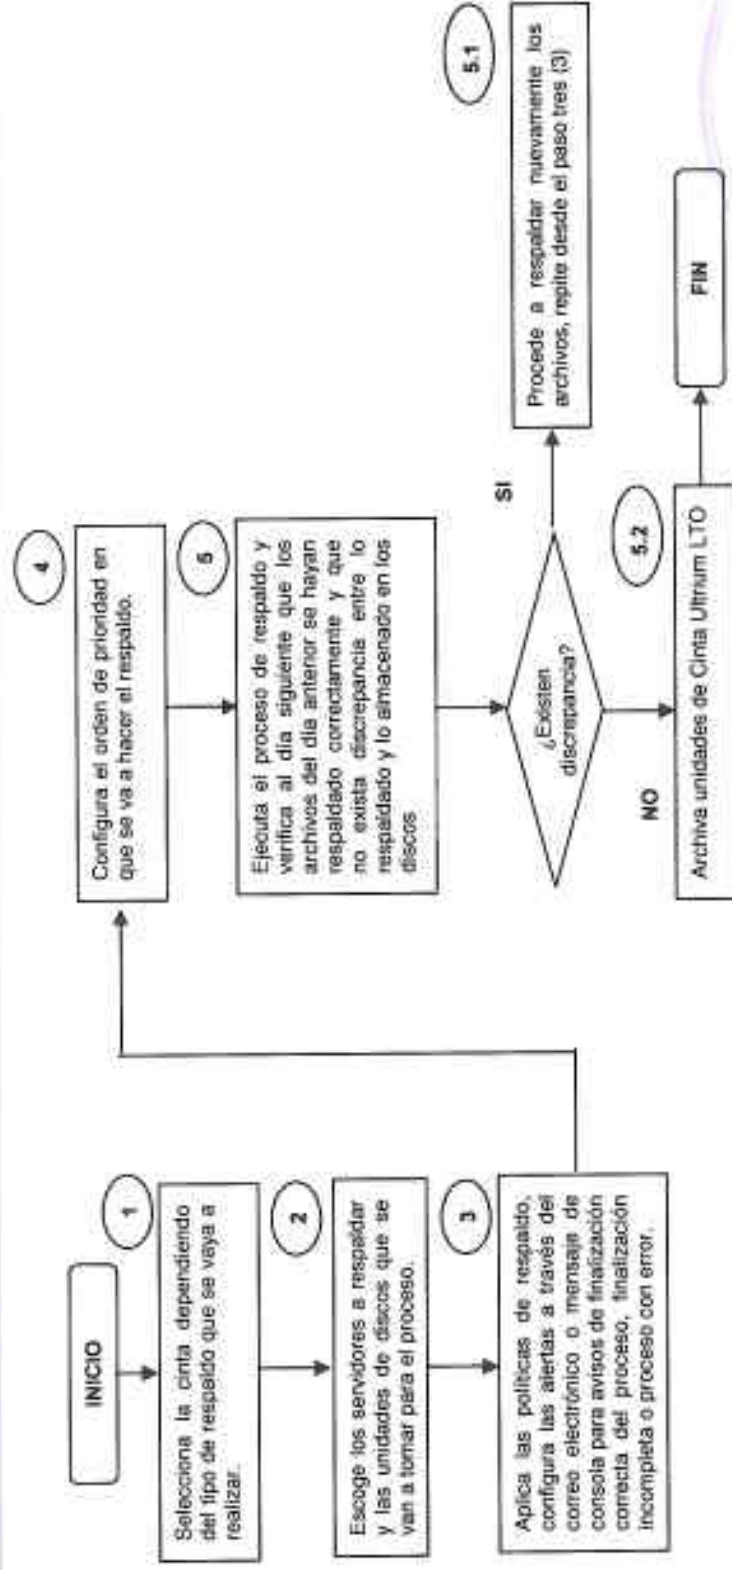 INICIO
1
Selecciona la cinta dependiendo
del tipo de respaldo que se vaya a
realizar.
2
Escoge los servidores a respaldar
y las unidades de discos que se
van a tomar para el proceso.
3
Aplica las políticas de respaldo,
configura las alertas a través del
correo electrónico o mensaje de
consola para avisos de finalización
correcta del proceso, finalización
incompleta o proceso con error.
4
Configura el orden de prioridad en
que se va a hacer el respaldo.
5
Ejecuta el proceso de respaldo y
verifica al día siguiente que los
archivos del día anterior se hayan
respaldado correctamente y que
no exista discrepancia entre lo
respaldado y lo almacenado en los
discos
¿Existen
discrepancia?
SI
5.1
Procede a respaldar nuevamente los
archivos, repite desde el paso tres (3)
NO
5.2
Archiva unidades de Cinta Ultrium LTO
FIN